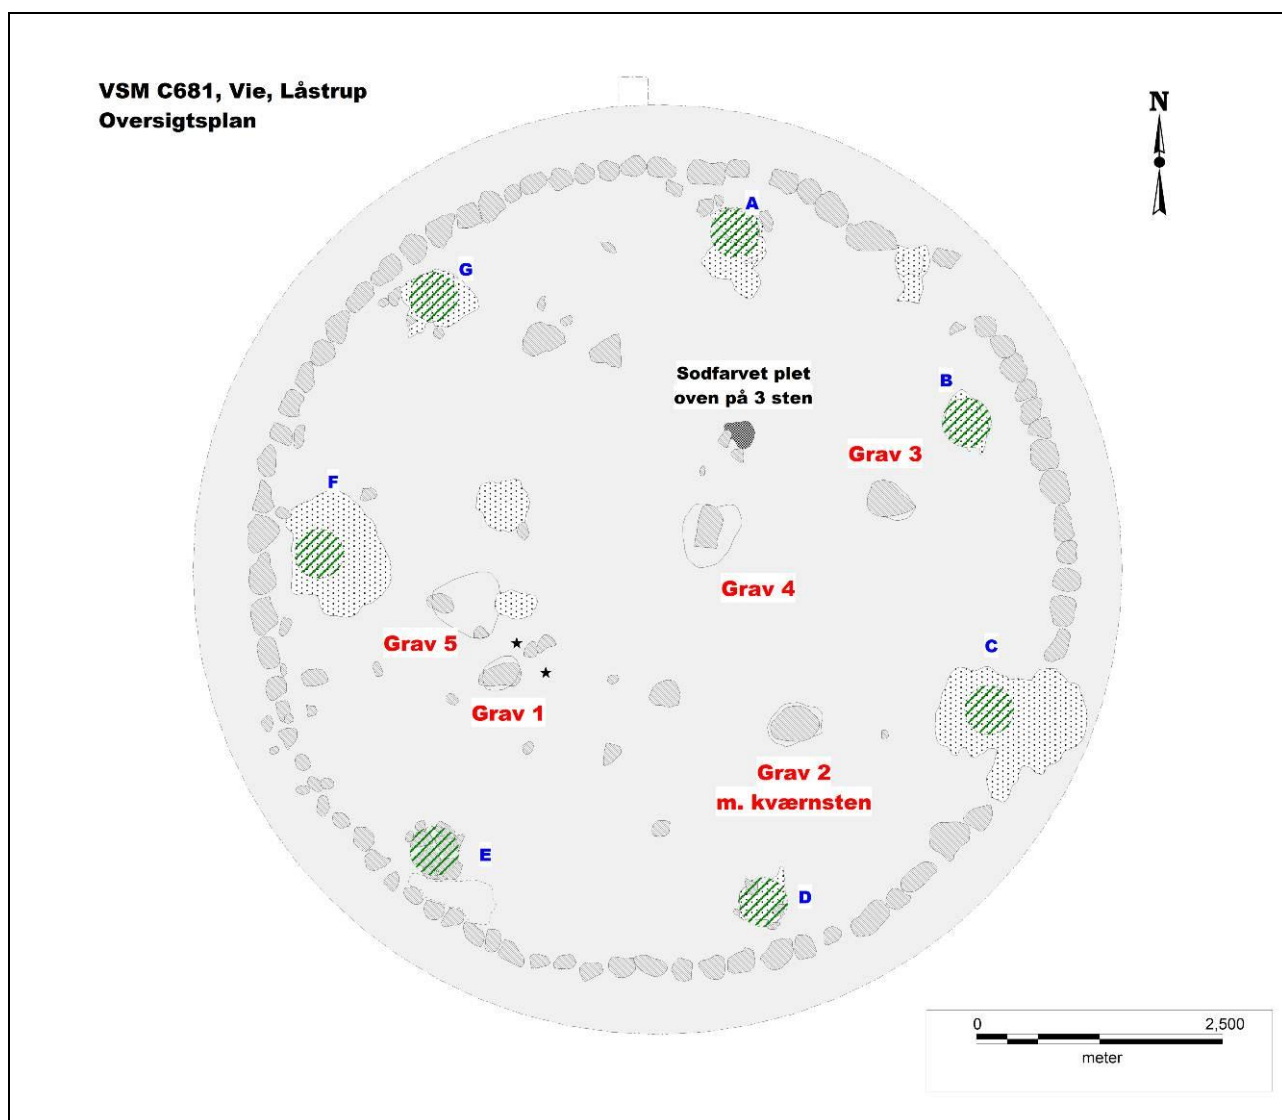 VSM C681, Vie, Låstrup
Oversigtsplan
N
A
G
Sodfarvet plet
oven på 3 sten
B
Grav 3
F
Grav 4
Grav 5
C
Grav 1
Grav 2
m. kværnsten
E
D
0 2,500
meter